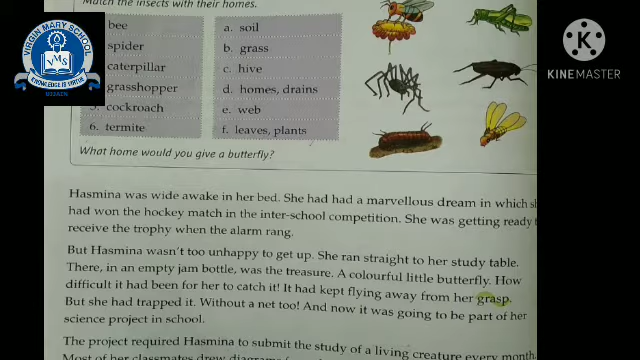 Match the insects with their homes.
bee
spider
caterpillar
grasshopper
5. cockroach
6. termite
a. soil
b. grass
c. hive
d. homes, drains
e. web
f. leaves, plants
What home would you give a butterfly?
Hasmina was wide awake in her bed. She had had a marvellous dream in which
had won the hockey match in the inter-school competition. She was getting ready
receive the trophy when the alarm rang.
But Hasmina wasn't too unhappy to get up. She ran straight to her study table.
There, in an empty jam bottle, was the treasure. A colourful little butterfly. How
difficult it had been for her to catch it! It had kept flying away from her grasp.
But she had trapped it. Without a net too! And now it was going to be part of her
science project in school.
The project required Hasmina to submit the study of a living creature every month.
Most of her classmates drew diagrams
VIRGIN MARY SCHOOL
VMS
KNOWLEDGE IS VIRTUE
KINEMASTER